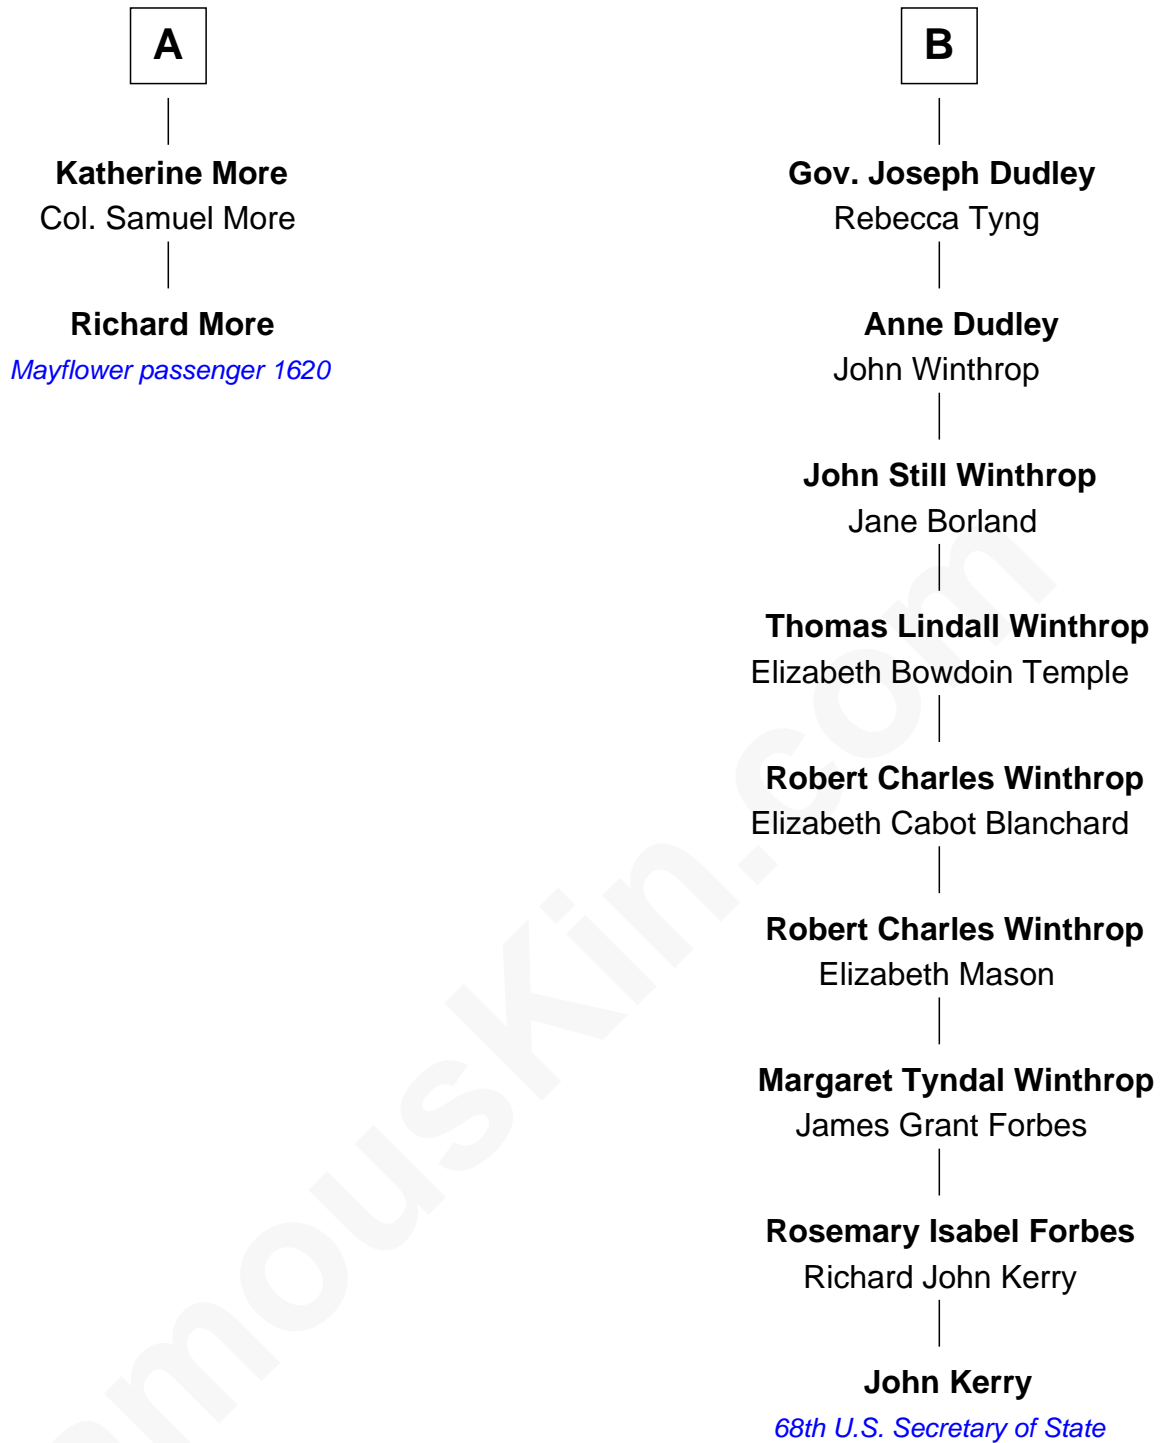 A
Katherine More
Col. Samuel More
Richard More
Mayflower passenger 1620
B
Gov. Joseph Dudley
Rebecca Tyng
Anne Dudley
John Winthrop
John Still Winthrop
Jane Borland
Thomas Lindall Winthrop
Elizabeth Bowdoin Temple
Robert Charles Winthrop
Elizabeth Cabot Blanchard
Robert Charles Winthrop
Elizabeth Mason
Margaret Tyndal Winthrop
James Grant Forbes
Rosemary Isabel Forbes
Richard John Kerry
John Kerry
68th U.S. Secretary of State
amouskin.com